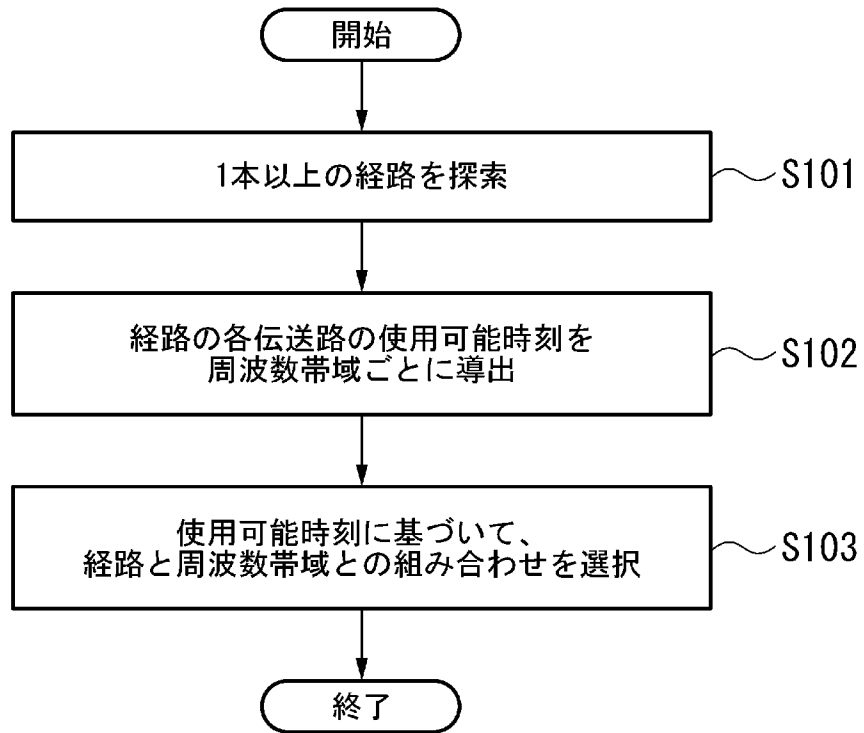 開始
1本以上の経路を探索
S101
経路の各伝送路の使用可能時刻を
周波数帯域ごとに導出
S102
使用可能時刻に基づいて、
経路と周波数帯域との組み合わせを選択
S103
終了